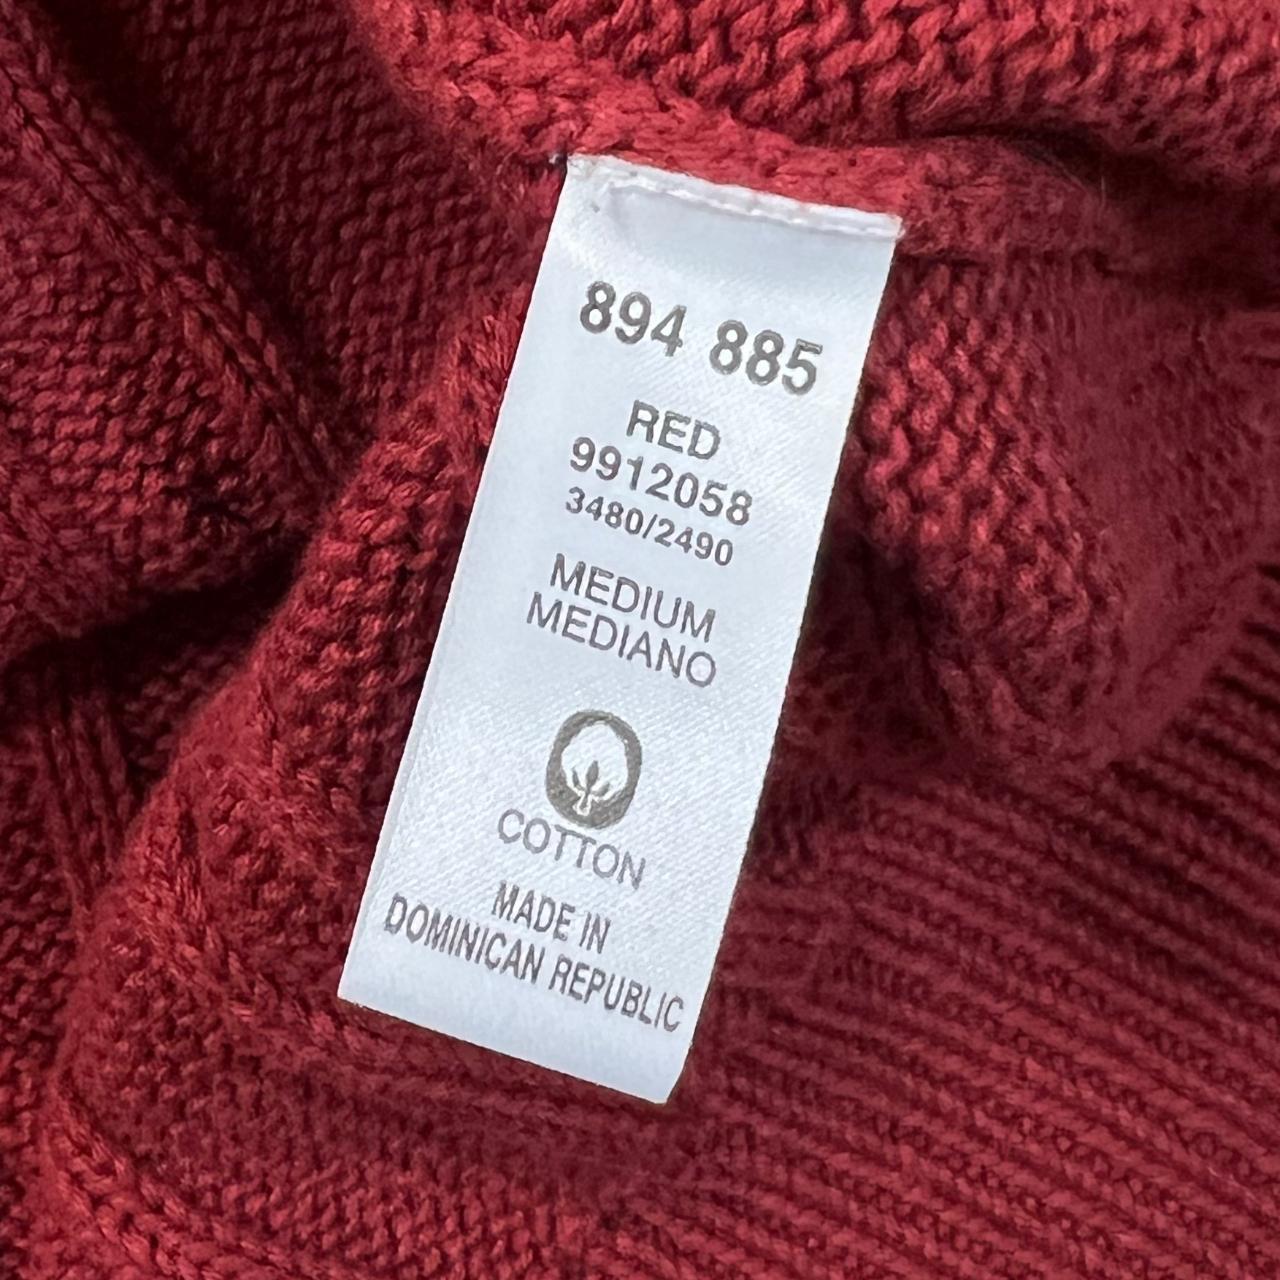 894 885
RED
9912058
3480/2490
MEDIUM
MEDIANO
COTTON
MADE IN
DOMINICAN REPUBLIC